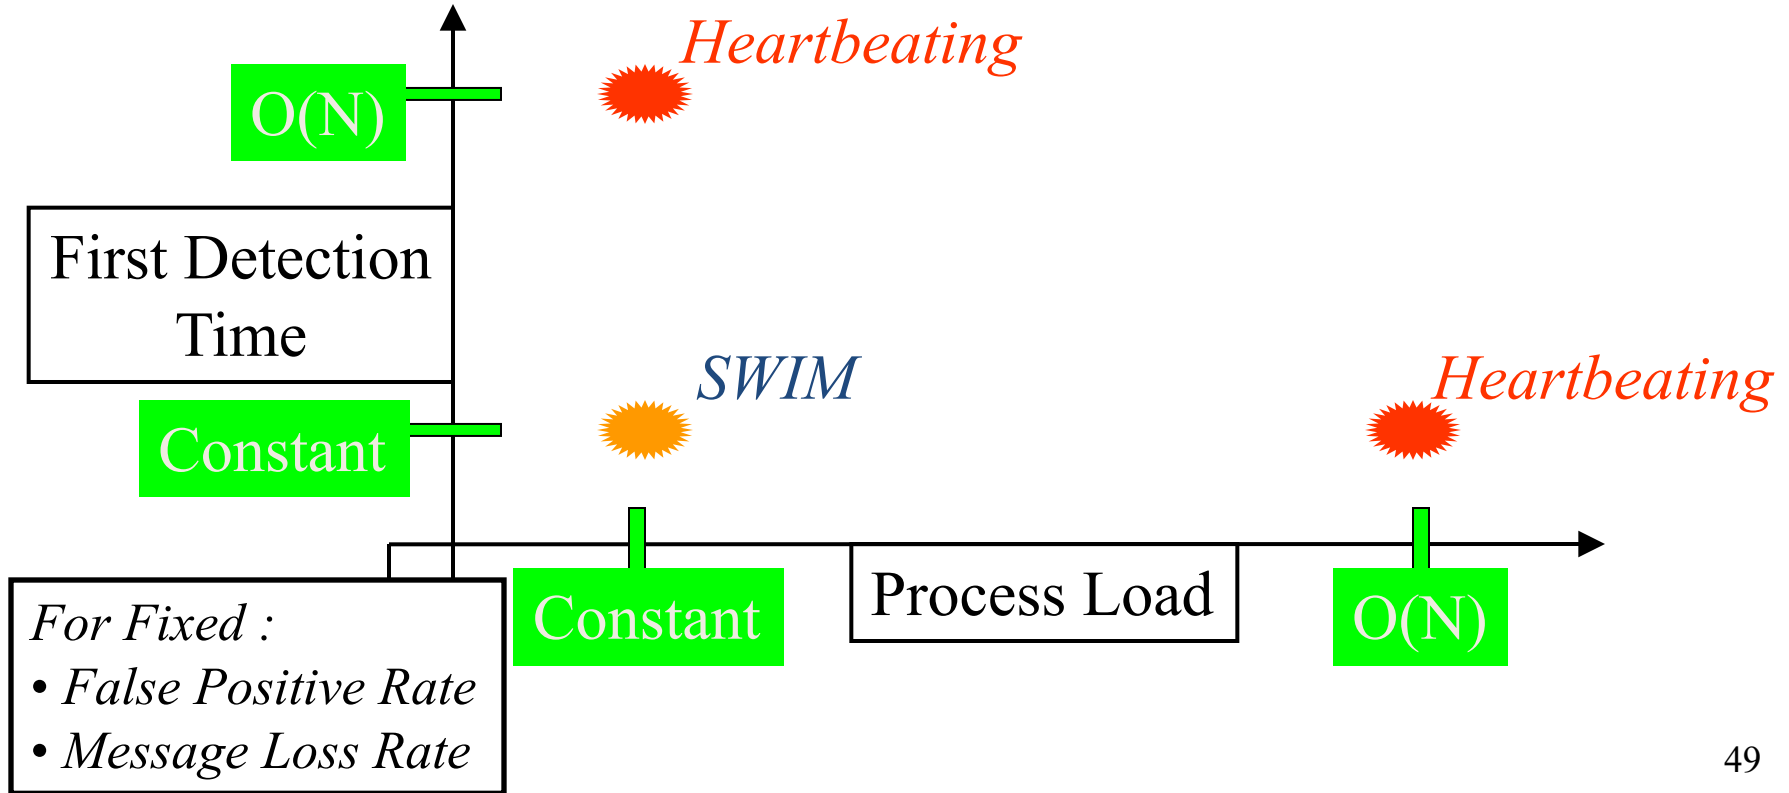 Heartbeating
O(N)
First Detection
Time
SWIM
Heartbeating
Constant
Constant
Process Load
O(N)
For Fixed :
• False Positive Rate
• Message Loss Rate
49